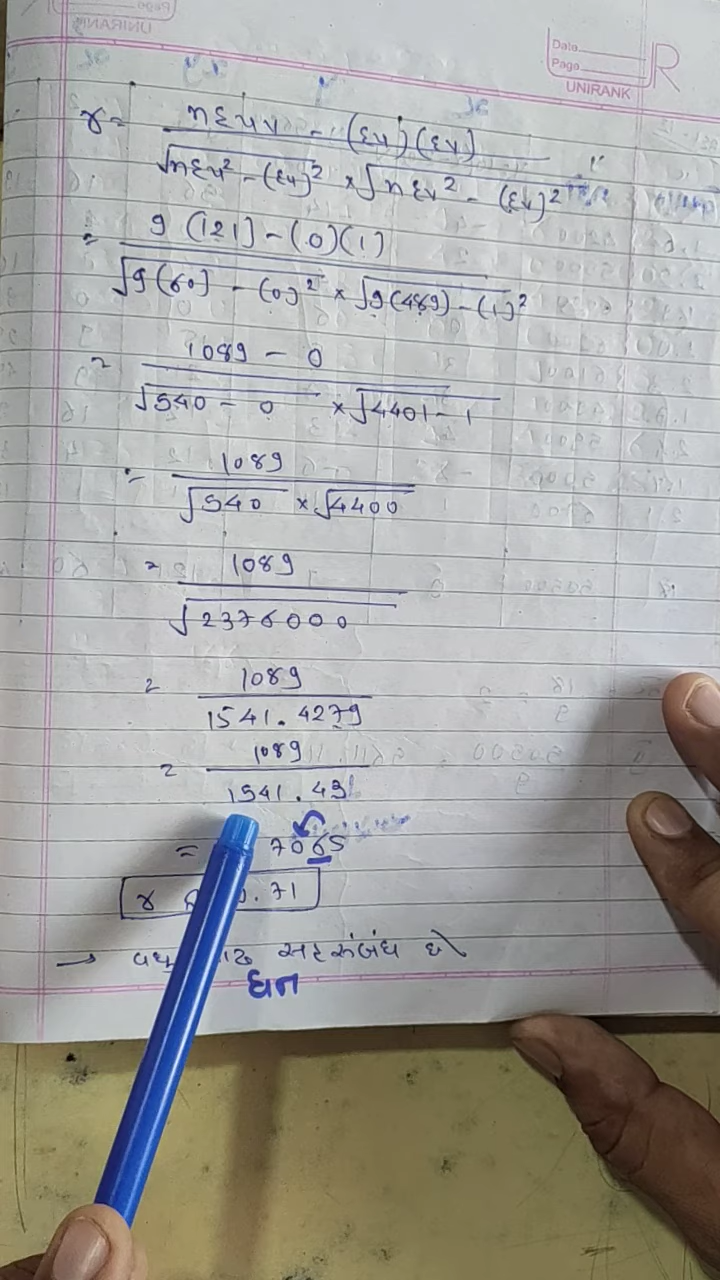 Date
Page
UNIRANK
r = nΣuv - (Σu)(Σv) / √nΣu² - (Σu)² × √nΣv² - (Σv)²
= 9(121) - (0)(1) / √9(60) - (0)² × √9(489) - (1)²
= 1089 - 0 / √540 - 0 × √4401 - 1
= 1089 / √540 × √4400
= 1089 / √2376000
= 1089 / 1541.4279
= 1089 / 1541.43
= 7065
r 0.71
→ સહસંબંધ છે
ધન